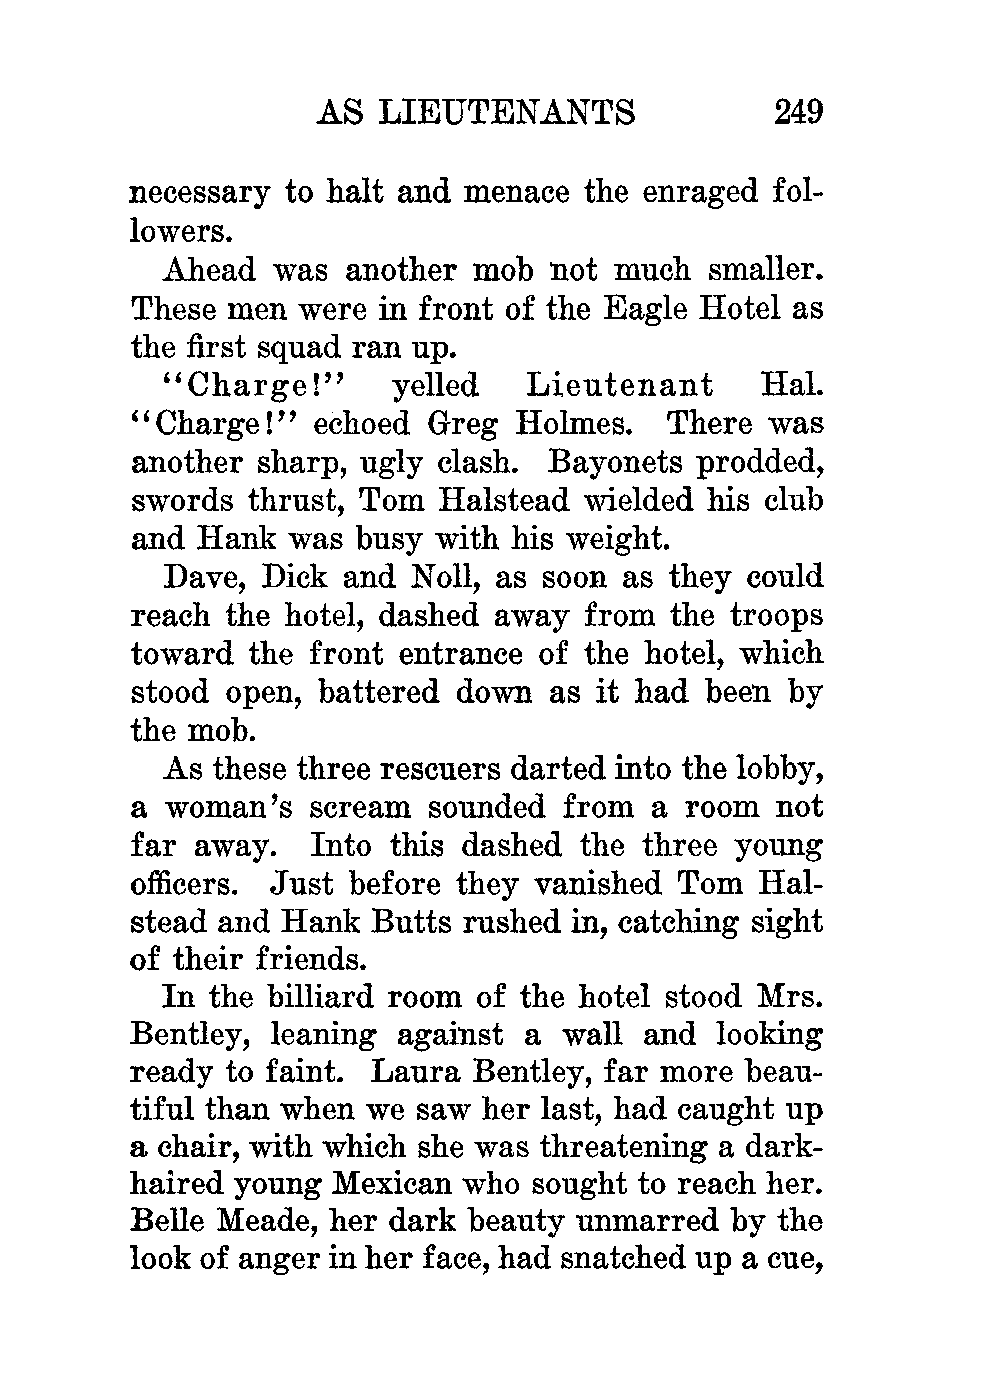 AS LIEUTENANTS 249
necessary to halt and menace the enraged fol-
lowers.
Ahead was another mob not much smaller.
These men were in front of the Eagle Hotel as
the first squad ran up.
“Charge!” yelled Lieutenant Hal.
“Charge!” echoed Greg Holmes. There was
another sharp, ugly clash. Bayonets prodded,
swords thrust, Tom Halstead wielded his club
and Hank was busy with his weight.
Dave, Dick and Noll, as soon as they could
reach the hotel, dashed away from the troops
toward the front entrance of the hotel, which
stood open, battered down as it had been by
the mob.
As these three rescuers darted into the lobby,
a woman’s scream sounded from a room not
far away. Into this dashed the three young
officers. Just before they vanished Tom Hal-
stead and Hank Butts rushed in, catching sight
of their friends.
In the billiard room of the hotel stood Mrs.
Bentley, leaning against a wall and looking
ready to faint. Laura Bentley, far more beau-
tiful than when we saw her last, had caught up
a chair, with which she was threatening a dark-
haired young Mexican who sought to reach her.
Belle Meade, her dark beauty unmarred by the
look of anger in her face, had snatched up a cue,